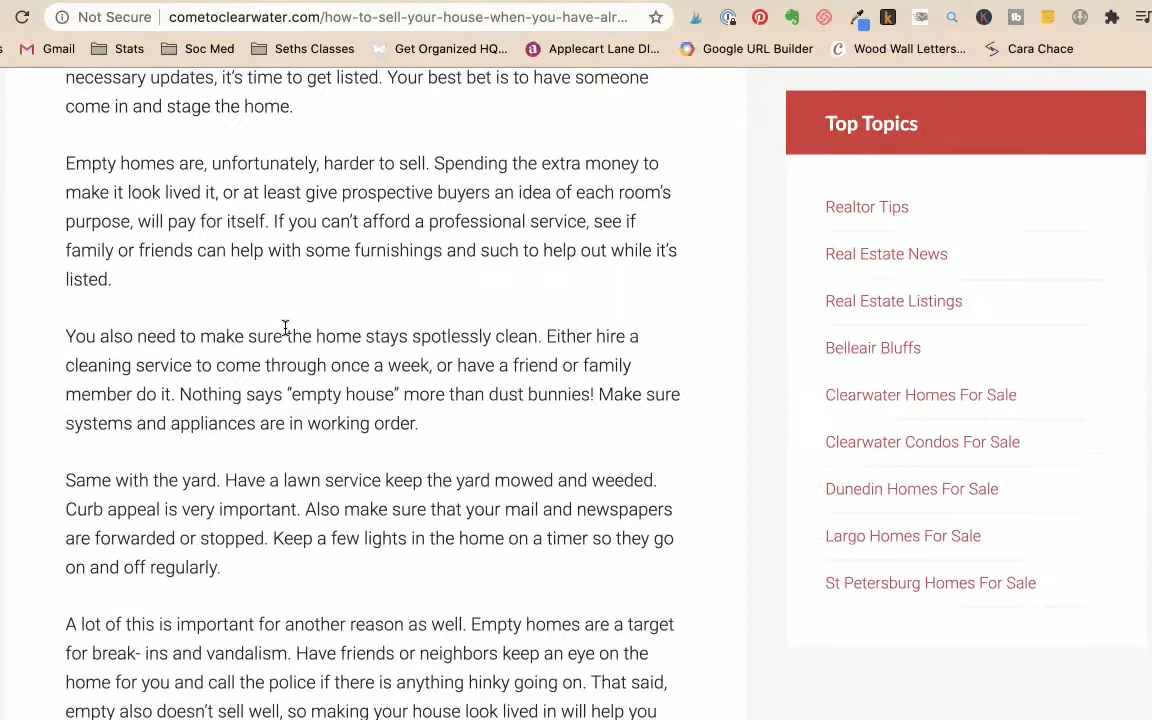 Not Secure
cometoclearwater.com/how-to-sell-your-house-when-you-have-alr...
s
Gmail
Stats
Soc Med
Seths Classes
Get Organized HQ...
Applecart Lane DI...
Google URL Builder
Wood Wall Letters...
Cara Chace
necessary updates, it’s time to get listed. Your best bet is to have someone
come in and stage the home.
Empty homes are, unfortunately, harder to sell. Spending the extra money to
make it look lived it, or at least give prospective buyers an idea of each room’s
purpose, will pay for itself. If you can’t afford a professional service, see if
family or friends can help with some furnishings and such to help out while it’s
listed.
You also need to make sure the home stays spotlessly clean. Either hire a
cleaning service to come through once a week, or have a friend or family
member do it. Nothing says “empty house” more than dust bunnies! Make sure
systems and appliances are in working order.
Same with the yard. Have a lawn service keep the yard mowed and weeded.
Curb appeal is very important. Also make sure that your mail and newspapers
are forwarded or stopped. Keep a few lights in the home on a timer so they go
on and off regularly.
A lot of this is important for another reason as well. Empty homes are a target
for break- ins and vandalism. Have friends or neighbors keep an eye on the
home for you and call the police if there is anything hinky going on. That said,
empty also doesn’t sell well, so making your house look lived in will help you
Top Topics
Realtor Tips
Real Estate News
Real Estate Listings
Belleair Bluffs
Clearwater Homes For Sale
Clearwater Condos For Sale
Dunedin Homes For Sale
Largo Homes For Sale
St Petersburg Homes For Sale